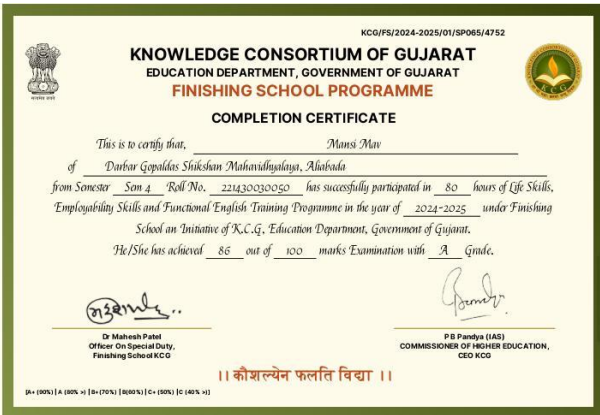 KCG/FS/2024-2025/01/SP065/4752
KNOWLEDGE CONSORTIUM OF GUJARAT
EDUCATION DEPARTMENT, GOVERNMENT OF GUJARAT
FINISHING SCHOOL PROGRAMME
COMPLETION CERTIFICATE
सत्यमेव जयते
KCG
This is to certify that, Mansi Mav
of Darbar Gopaldas Shikshan Mahavidhyalaya, Aliabada
from Semester Sem 4 Roll No. 221430030050 has successfully participated in 80 hours of Life Skills,
Employability Skills and Functional English Training Programme in the year of 2024-2025 under Finishing
School an Initiative of K.C.G. Education Department, Government of Gujarat.
He/She has achieved 86 out of 100 marks Examination with A Grade.
Dr Mahesh Patel
Officer On Special Duty,
Finishing School KCG
P B Pandya (IAS)
COMMISSIONER OF HIGHER EDUCATION,
CEO KCG
।। कौशल्येन फलति विद्या ।।
[A+ (90%) | A (80% >) | B+ (70%) | B(60%) | C+ (50%) | C (40% >)]